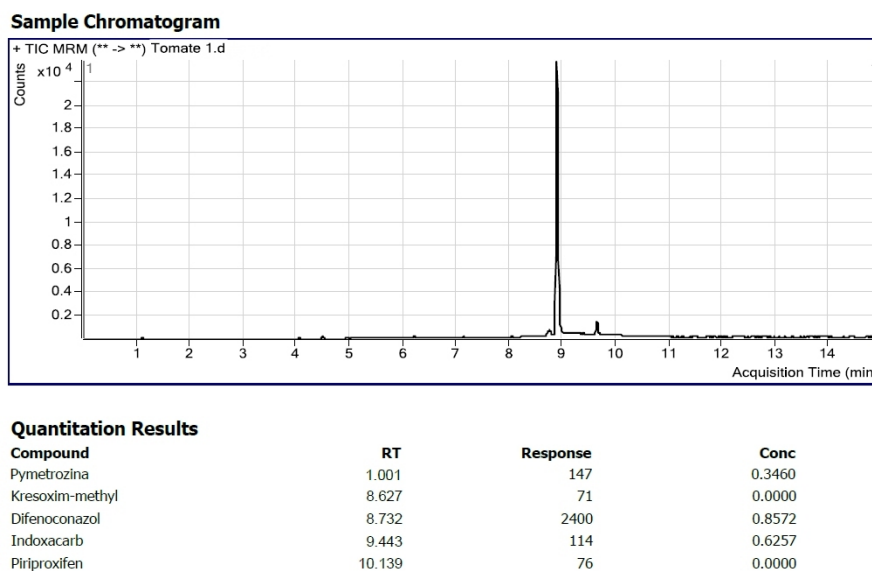 Sample Chromatogram
+ TIC MRM (** -> **) Tomate 1.d
Counts
x10 4
1
2
1.8
1.6
1.4
1.2
1
0.8
0.6
0.4
0.2
1 2 3 4 5 6 7 8 9 10 11 12 13 14
Acquisition Time (min
Quantitation Results
Compound RT Response Conc
Pymetrozina 1.001 147 0.3460
Kresoxim-methyl 8.627 71 0.0000
Difenoconazol 8.732 2400 0.8572
Indoxacarb 9.443 114 0.6257
Piriproxifen 10.139 76 0.0000